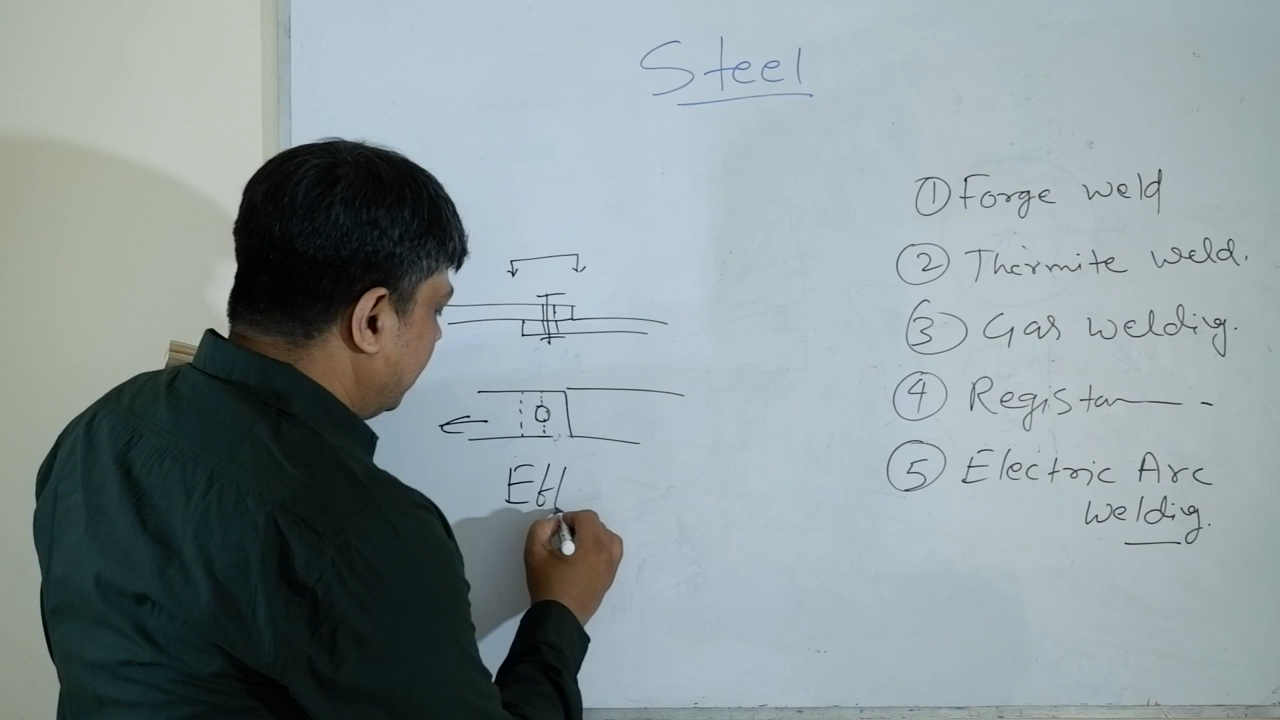 Steel
① Forge weld
② Thermite weld.
③ Gas welding.
④ Registan
⑤ Electric Arc
welding.
Eff